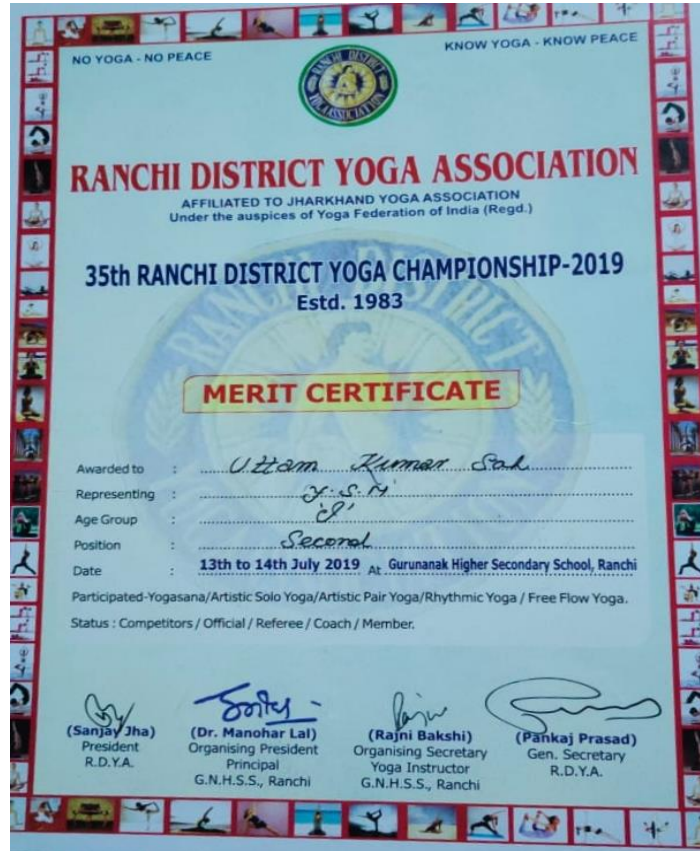 NO YOGA - NO PEACE
KNOW YOGA - KNOW PEACE
RANCHI DISTRICT YOGA ASSOCIATION
RANCHI DISTRICT YOGA ASSOCIATION
AFFILIATED TO JHARKHAND YOGA ASSOCIATION
Under the auspices of Yoga Federation of India (Regd.)
35th RANCHI DISTRICT YOGA CHAMPIONSHIP-2019
Estd. 1983
MERIT CERTIFICATE
Awarded to : Uttam Kumar Sah
Representing : Y.S.M
Age Group :
Position : Second
Date : 13th to 14th July 2019 At Gurunanak Higher Secondary School, Ranchi
Participated-Yogasana/Artistic Solo Yoga/Artistic Pair Yoga/Rhythmic Yoga / Free Flow Yoga.
Status : Competitors / Official / Referee / Coach / Member.
(Sanjay Jha) (Dr. Manohar Lal) (Rajni Bakshi) (Pankaj Prasad)
President Organising President Organising Secretary Gen. Secretary
R.D.Y.A. Principal Yoga Instructor R.D.Y.A.
G.N.H.S.S., Ranchi G.N.H.S.S., Ranchi